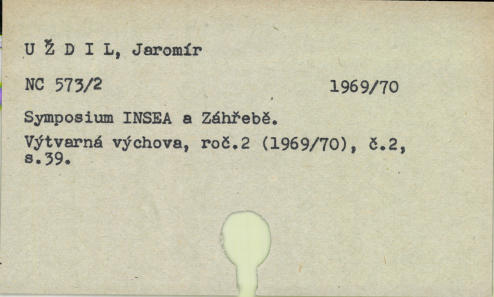 U Ž D I L, Jaromír
NC 573/2 1969/70
Symposium INSEA a Záhřebě.
Výtvarná výchova, roč.2 (1969/70), č.2,
s.39.